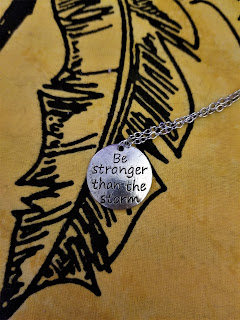 Be
stronger
than the
storm